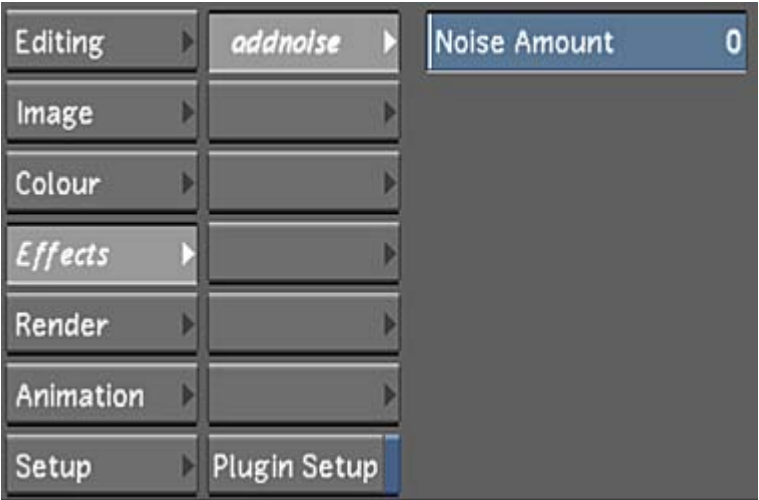 Editing addnoise Noise Amount 0
Image
Colour
Effects
Render
Animation
Setup Plugin Setup